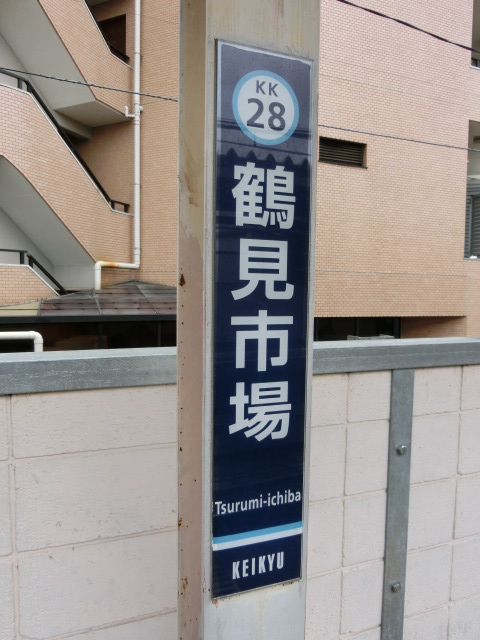 KK
28
鶴見市場
Tsurumi-ichiba
KEIKYU